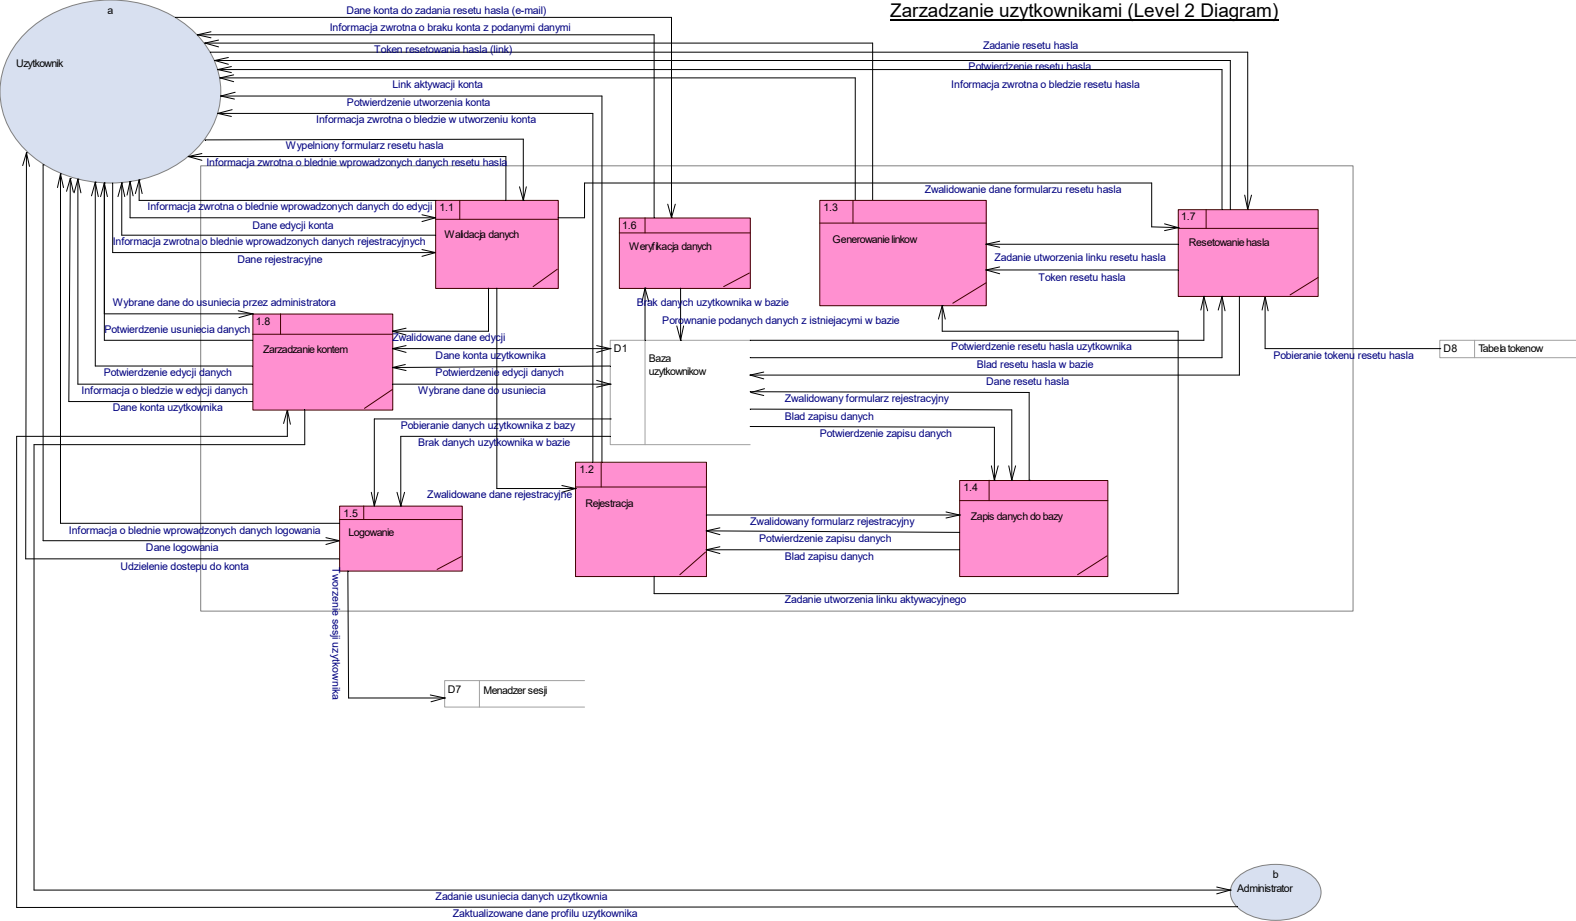 Zarzadzanie uzytkownikami (Level 2 Diagram)
a
Uzytkownik
Dane konta do zadania resetu hasla (e-mail)
Informacja zwrotna o braku konta z podanymi danymi
Token resetowania hasla (link)
Zadanie resetu hasla
Potwierdzenie resetu hasla
Informacja zwrotna o bledzie resetu hasla
Link aktywacji konta
Potwierdzenie utworzenia konta
Informacja zwrotna o bledzie w utworzeniu konta
Wypelniony formularz resetu hasla
Informacja zwrotna o blednie wprowadzonych danych resetu hasla
Zwalidowanie dane formularzu resetu hasla
Informacja zwrotna o blednie wprowadzonych danych do edycji
Dane edycji konta
Informacja zwrotna o blednie wprowadzonych danych rejestracyjnych
Dane rejestracyjne
1.1
Walidacja danych
1.6
Weryfikacja danych
1.3
Generowanie linkow
1.7
Resetowanie hasla
Zadanie utworzenia linku resetu hasla
Token resetu hasla
Wybrane dane do usuniecia przez administratora
Potwierdzenie usuniecia danych
1.8
Zarzadzanie kontem
Brak danych uzytkownika w bazie
Porownanie podanych danych z istniejacymi w bazie
Zwalidowane dane edycji
Dane konta uzytkownika
Potwierdzenie edycji danych
Wybrane dane do usuniecia
D1
Baza
uzytkownikow
Potwierdzenie resetu hasla uzytkownika
Blad resetu hasla w bazie
Dane resetu hasla
Pobieranie tokenu resetu hasla
D8
Tabela tokenow
Potwierdzenie edycji danych
Informacja o bledzie w edycji danych
Dane konta uzytkownika
Zwalidowany formularz rejestracyjny
Blad zapisu danych
Potwierdzenie zapisu danych
Pobieranie danych uzytkownika z bazy
Brak danych uzytkownika w bazie
Zwalidowane dane rejestracyjne
1.2
Rejestracja
1.4
Zapis danych do bazy
Zwalidowany formularz rejestracyjny
Potwierdzenie zapisu danych
Blad zapisu danych
1.5
Logowanie
Informacja o blednie wprowadzonych danych logowania
Dane logowania
Udzielenie dostepu do konta
Zadanie utworzenia linku aktywacyjnego
Tworzenie sesji uzytkownika
D7
Menadzer sesji
b
Administrator
Zadanie usuniecia danych uzytkownia
Zaktualizowane dane profilu uzytkownika